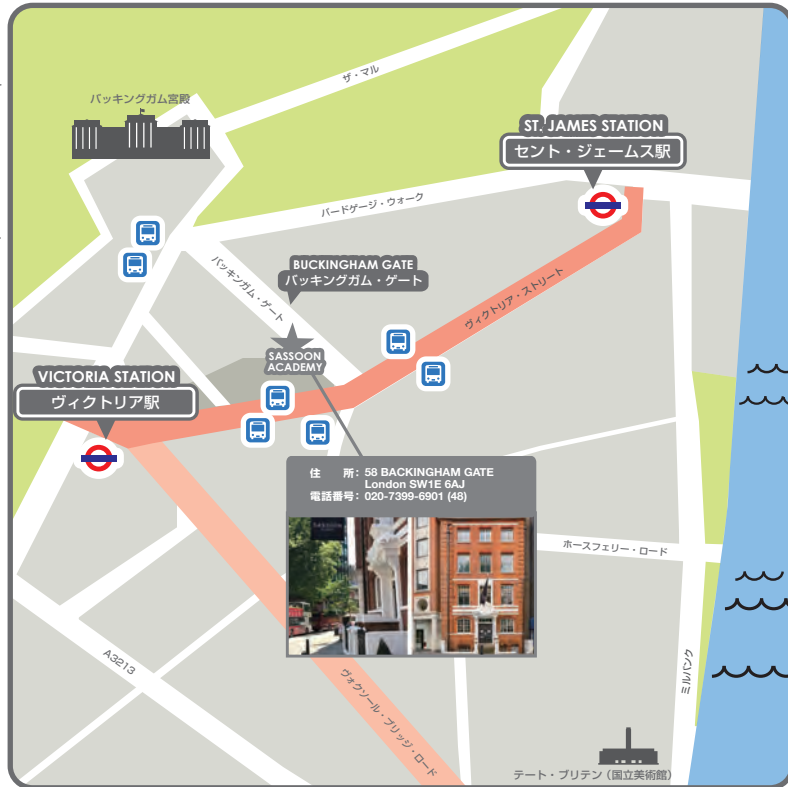 ザ・マル
バッキンガム宮殿
ST. JAMES STATION
セント・ジェームス駅
バードゲージ・ウォーク
バッキンガム・ゲート
BUCKINGHAM GATE
バッキンガム・ゲート
ヴィクトリア・ストリート
SASSOON
ACADEMY
VICTORIA STATION
ヴィクトリア駅
住　所：58 BACKINGHAM GATE
London SW1E 6AJ
電話番号：020-7399-6901 (48)
SASSOON
ホースフェリー・ロード
A3213
ヴォクソール・ブリッジ・ロード
ミルバンク
テート・ブリテン（国立美術館）